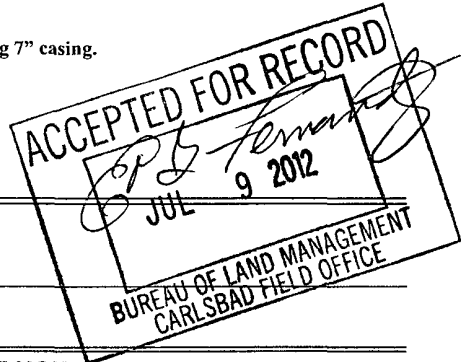 g 7” casing.
ACCEPTED FOR RECORD
JUL 9 2012
BUREAU OF LAND MANAGEMENT
CARLSBAD FIELD OFFICE